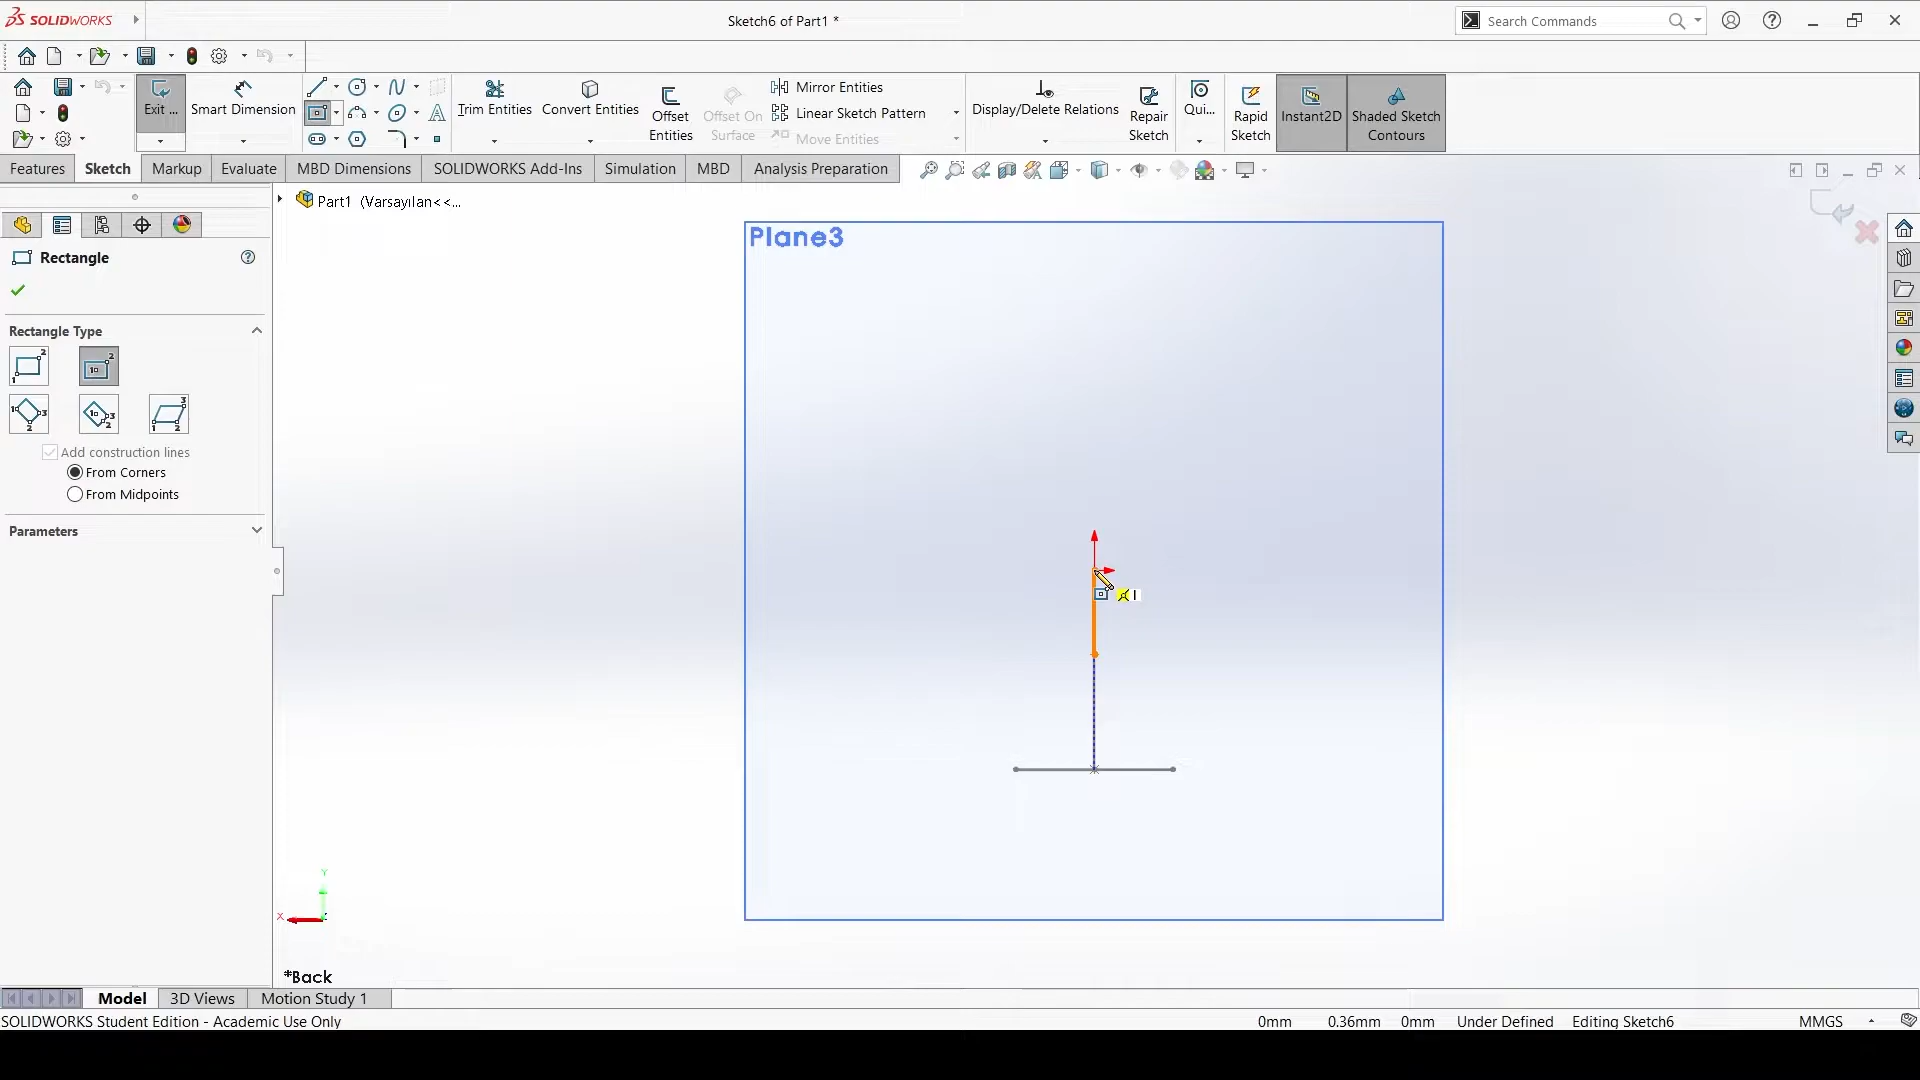 SOLIDWORKS
Sketch6 of Part1 *
Search Commands
Exit ...
Smart Dimension
Trim Entities
Convert Entities
Offset Entities
Offset On Surface
Mirror Entities
Linear Sketch Pattern
Move Entities
Display/Delete Relations
Repair Sketch
Qui...
Rapid Sketch
Instant2D
Shaded Sketch Contours
Features
Sketch
Markup
Evaluate
MBD Dimensions
SOLIDWORKS Add-Ins
Simulation
MBD
Analysis Preparation
Part1 (Varsayılan<<...
Plane3
Rectangle
Rectangle Type
Add construction lines
From Corners
From Midpoints
Parameters
Y
X
*Back
Model
3D Views
Motion Study 1
SOLIDWORKS Student Edition - Academic Use Only
0mm
0.36mm
0mm
Under Defined
Editing Sketch6
MMGS